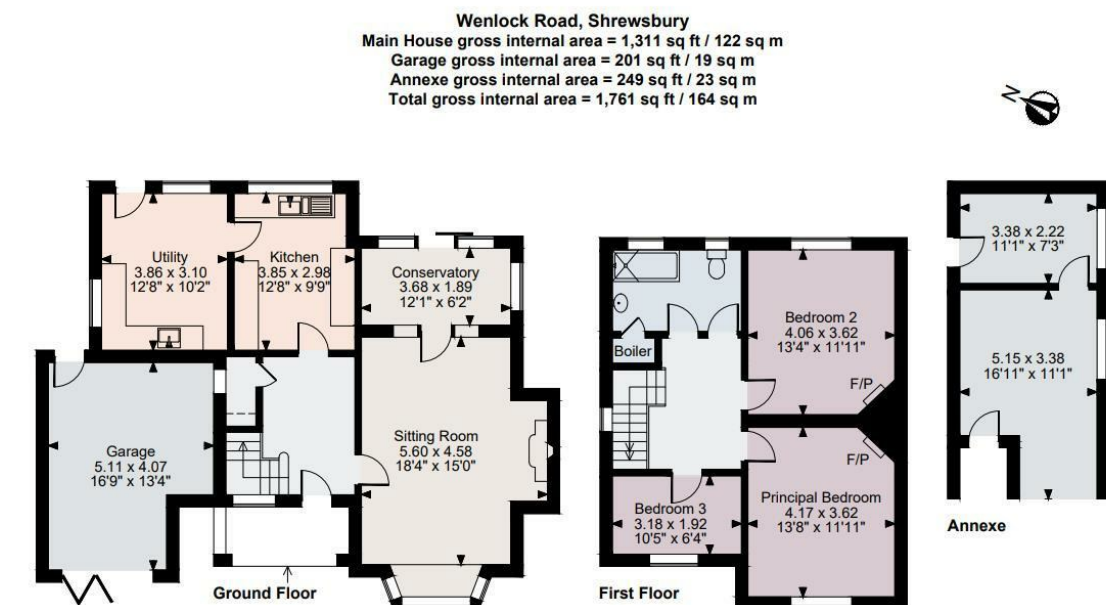 Wenlock Road, Shrewsbury
Main House gross internal area = 1,311 sq ft / 122 sq m
Garage gross internal area = 201 sq ft / 19 sq m
Annexe gross internal area = 249 sq ft / 23 sq m
Total gross internal area = 1,761 sq ft / 164 sq m
N
Utility
3.86 x 3.10
12'8" x 10'2"
Kitchen
3.85 x 2.98
12'8" x 9'9"
Conservatory
3.68 x 1.89
12'1" x 6'2"
Garage
5.11 x 4.07
16'9" x 13'4"
Sitting Room
5.60 x 4.58
18'4" x 15'0"
Ground Floor
Boiler
Bedroom 2
4.06 x 3.62
13'4" x 11'11"
F/P
F/P
Bedroom 3
3.18 x 1.92
10'5" x 6'4"
Principal Bedroom
4.17 x 3.62
13'8" x 11'11"
First Floor
3.38 x 2.22
11'1" x 7'3"
5.15 x 3.38
16'11" x 11'1"
Annexe